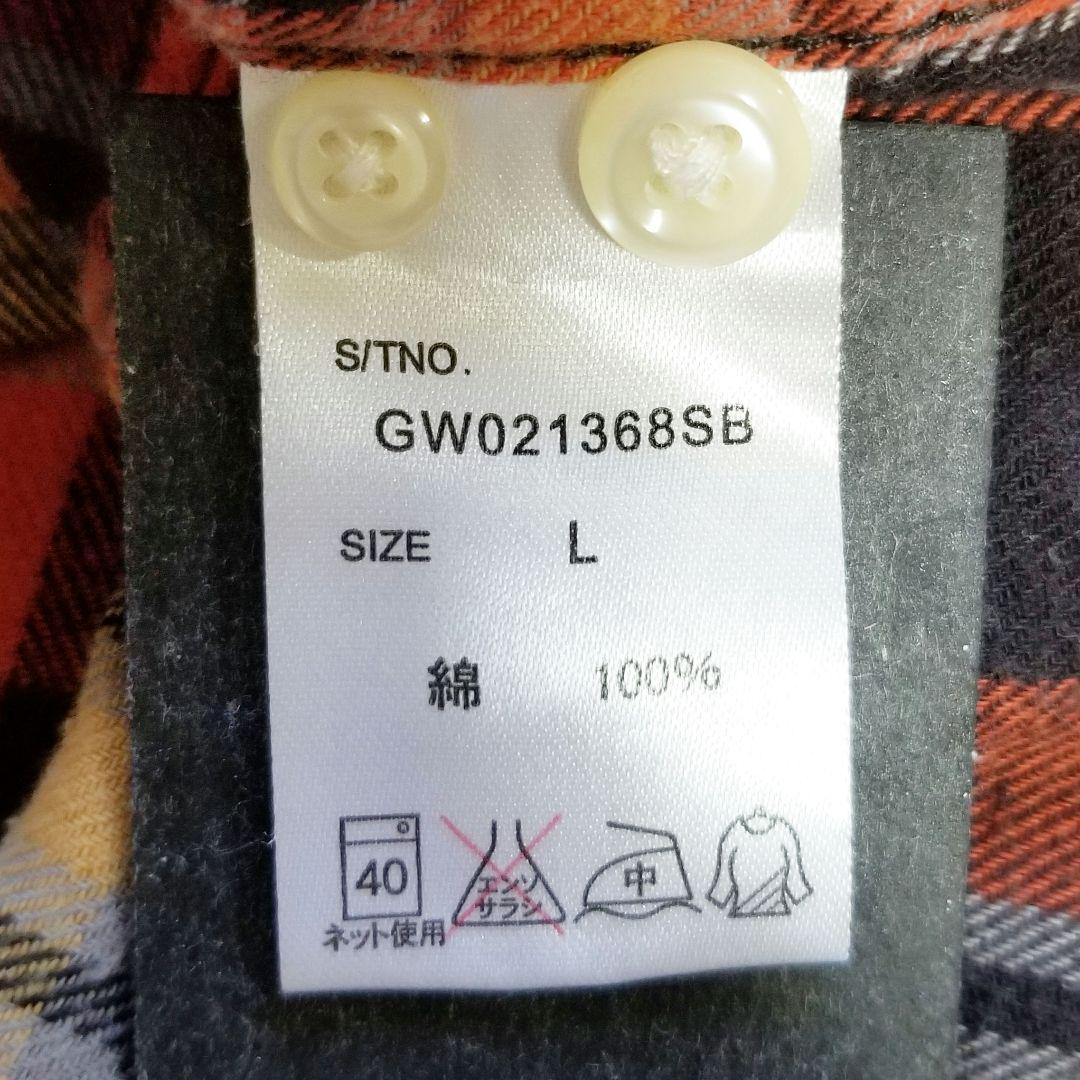 S/TNO.
GW021368SB
SIZE L
綿 100%
40
エンソ
サラシ
中
ネット使用